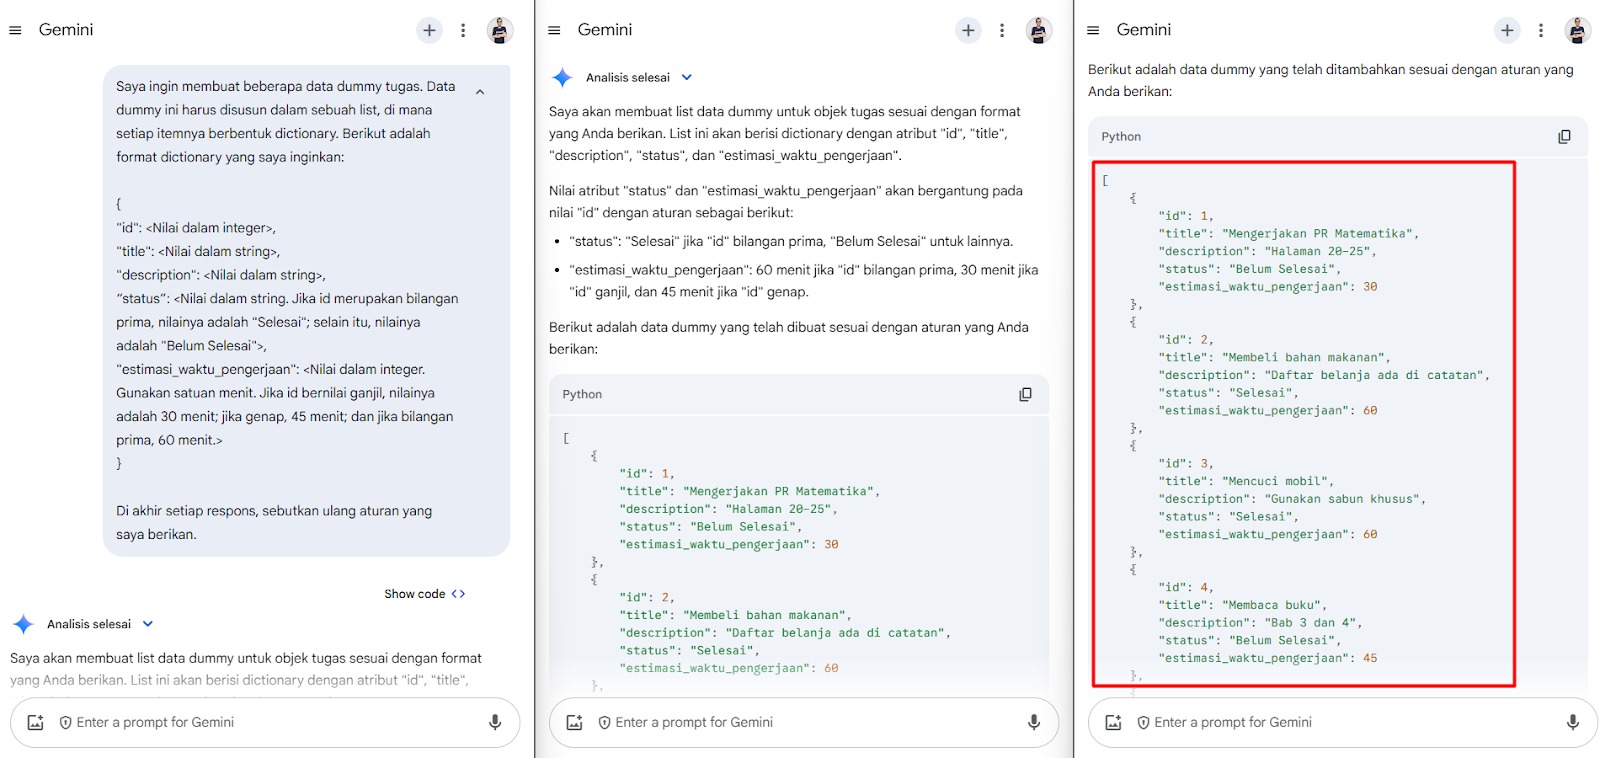 Gemini
Saya ingin membuat beberapa data dummy tugas. Data
dummy ini harus disusun dalam sebuah list, di mana
setiap itemnya berbentuk dictionary. Berikut adalah
format dictionary yang saya inginkan:
{
"id": <Nilai dalam integer>,
"title": <Nilai dalam string>,
"description": <Nilai dalam string>,
“status”: <Nilai dalam string. Jika id merupakan bilangan
prima, nilainya adalah "Selesai"; selain itu, nilainya
adalah "Belum Selesai">,
"estimasi_waktu_pengerjaan": <Nilai dalam integer.
Gunakan satuan menit. Jika id bernilai ganjil, nilainya
adalah 30 menit; jika genap, 45 menit; dan jika bilangan
prima, 60 menit.>
}
Di akhir setiap respons, sebutkan ulang aturan yang
saya berikan.
Show code <>
Analisis selesai
Saya akan membuat list data dummy untuk objek tugas sesuai dengan format
yang Anda berikan. List ini akan berisi dictionary dengan atribut "id", "title",
Enter a prompt for Gemini
Gemini
Analisis selesai
Saya akan membuat list data dummy untuk objek tugas sesuai dengan format
yang Anda berikan. List ini akan berisi dictionary dengan atribut "id", "title",
"description", "status", dan "estimasi_waktu_pengerjaan".
Nilai atribut "status" dan "estimasi_waktu_pengerjaan" akan bergantung pada
nilai "id" dengan aturan sebagai berikut:
• "status": "Selesai" jika "id" bilangan prima, "Belum Selesai" untuk lainnya.
• "estimasi_waktu_pengerjaan": 60 menit jika "id" bilangan prima, 30 menit jika
"id" ganjil, dan 45 menit jika "id" genap.
Berikut adalah data dummy yang telah dibuat sesuai dengan aturan yang Anda
berikan:
Python
[
{
"id": 1,
"title": "Mengerjakan PR Matematika",
"description": "Halaman 20-25",
"status": "Belum Selesai",
"estimasi_waktu_pengerjaan": 30
},
{
"id": 2,
"title": "Membeli bahan makanan",
"description": "Daftar belanja ada di catatan",
"status": "Selesai",
"estimasi_waktu_pengerjaan": 60
},
Enter a prompt for Gemini
Gemini
Berikut adalah data dummy yang telah ditambahkan sesuai dengan aturan yang
Anda berikan:
Python
[
{
"id": 1,
"title": "Mengerjakan PR Matematika",
"description": "Halaman 20-25",
"status": "Belum Selesai",
"estimasi_waktu_pengerjaan": 30
},
{
"id": 2,
"title": "Membeli bahan makanan",
"description": "Daftar belanja ada di catatan",
"status": "Selesai",
"estimasi_waktu_pengerjaan": 60
},
{
"id": 3,
"title": "Mencuci mobil",
"description": "Gunakan sabun khusus",
"status": "Selesai",
"estimasi_waktu_pengerjaan": 60
},
{
"id": 4,
"title": "Membaca buku",
"description": "Bab 3 dan 4",
"status": "Belum Selesai",
"estimasi_waktu_pengerjaan": 45
},
Enter a prompt for Gemini